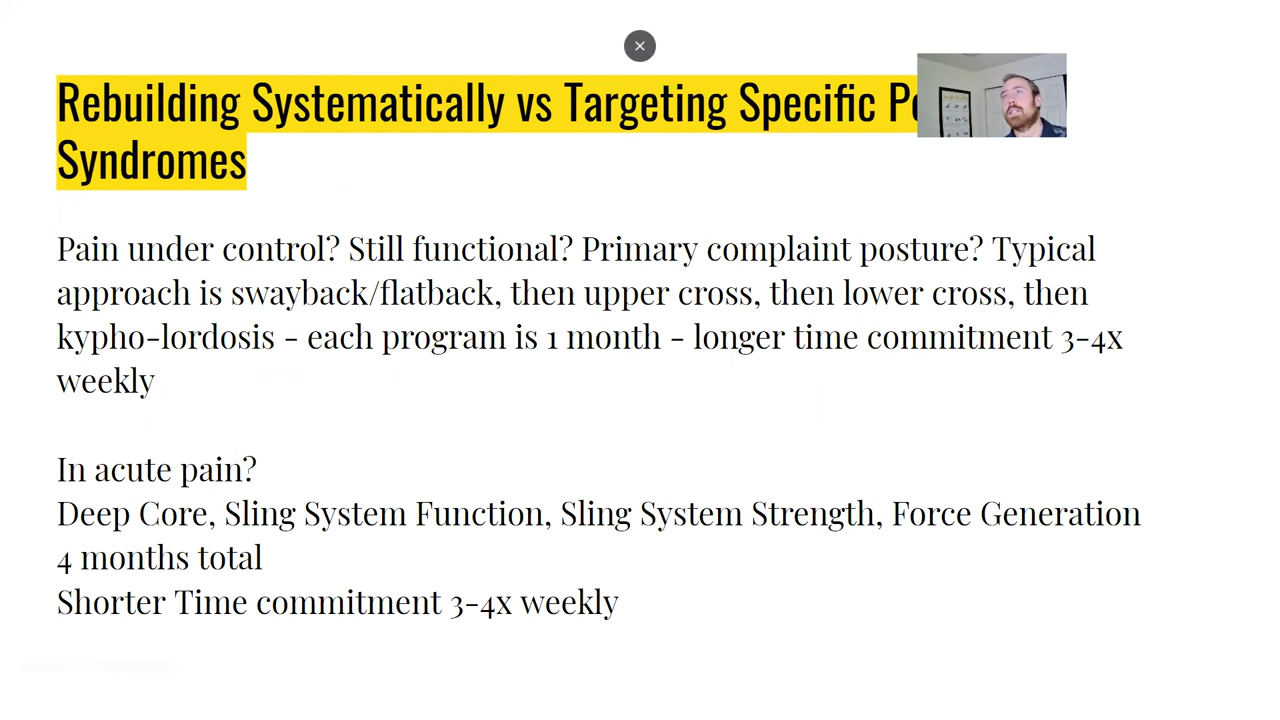 Rebuilding Systematically vs Targeting Specific
Syndromes
Pain under control? Still functional? Primary complaint posture? Typical
approach is swayback/flatback, then upper cross, then lower cross, then
kypho-lordosis - each program is 1 month - longer time commitment 3-4x
weekly
In acute pain?
Deep Core, Sling System Function, Sling System Strength, Force Generation
4 months total
Shorter Time commitment 3-4x weekly